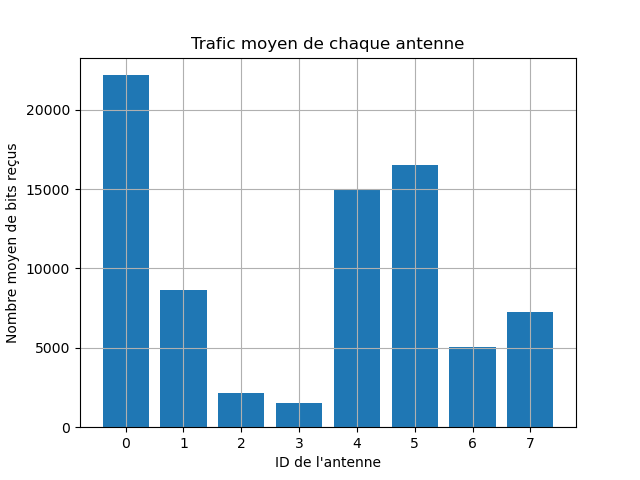 Trafic moyen de chaque antenne
Nombre moyen de bits reçus
20000
15000
10000
5000
0
0 1 2 3 4 5 6 7
ID de l'antenne